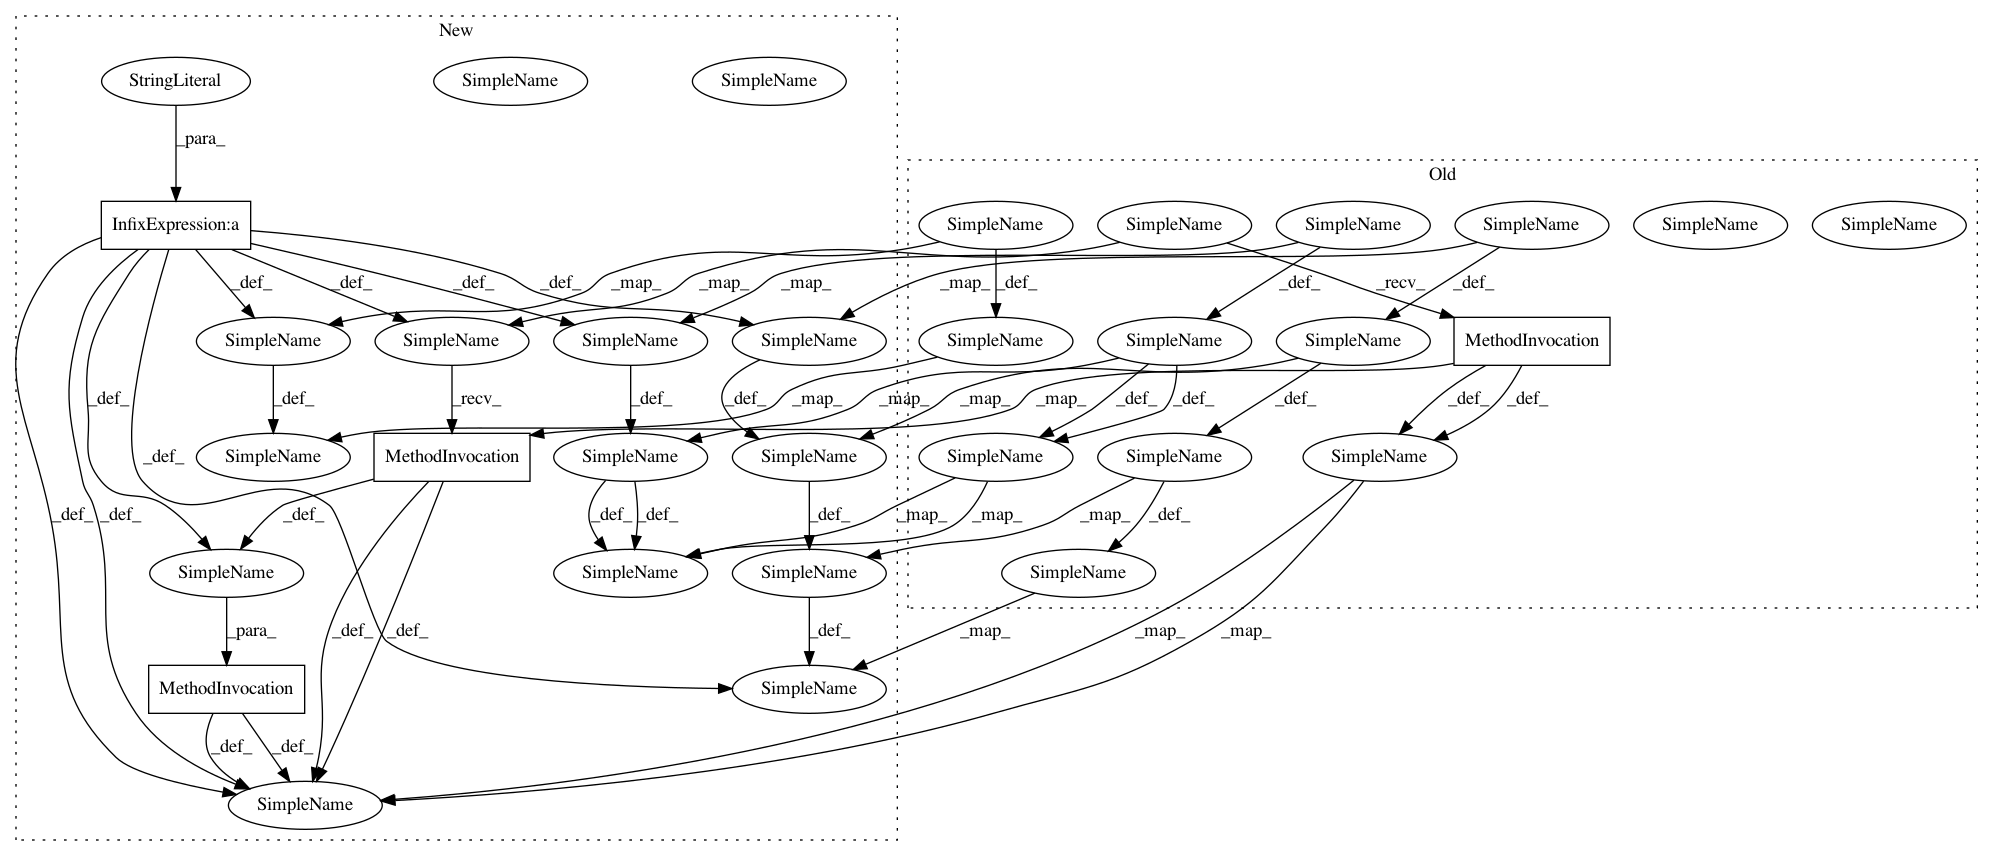 New
StringLiteral
SimpleName
SimpleName
_para_
Old
InfixExpression:a
SimpleName
SimpleName
SimpleName
SimpleName
SimpleName
SimpleName
_def_
_def_
_def_
_def_
_map_
_map_
_map_
_map_
_def_
_def_
_recv_
_def_
SimpleName
SimpleName
SimpleName
SimpleName
SimpleName
SimpleName
SimpleName
MethodInvocation
_def_
_def_
_recv_
_def_
_def_
_map_
_map_
_map_
_map_
_def_
_def_
_def_
_def_
_def_
_def_
SimpleName
MethodInvocation
SimpleName
SimpleName
SimpleName
SimpleName
SimpleName
_def_
_def_
_def_
_def_
_def_
_def_
_map_
_map_
_map_
_def_
SimpleName
SimpleName
SimpleName
SimpleName
_para_
_def_
_def_
_def_
_map_
_map_
_map_
MethodInvocation
SimpleName
_def_
_def_
SimpleName